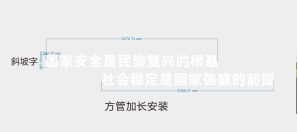 斜坡字
国家安全是民族复兴的根基
社会稳定是国家强盛的前提
方管加长安装